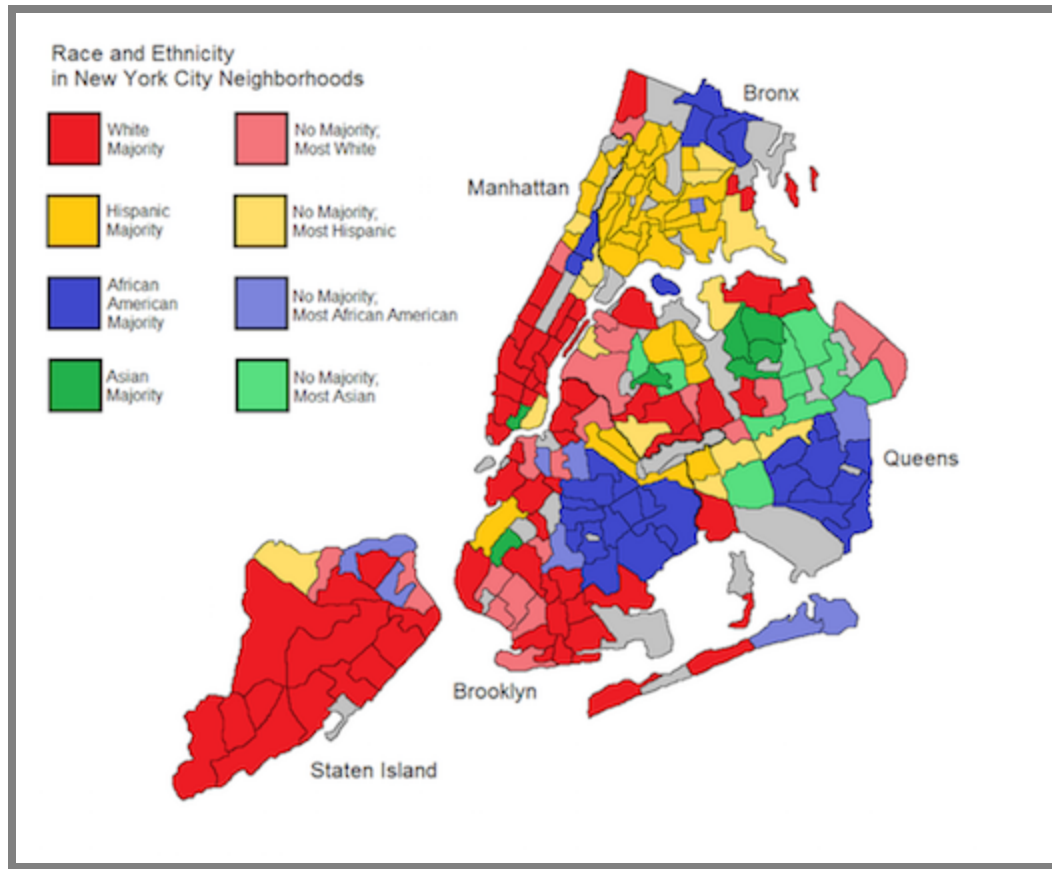 Race and Ethnicity
in New York City Neighborhoods
White
Majority
No Majority;
Most White
Hispanic
Majority
No Majority;
Most Hispanic
African
American
Majority
No Majority;
Most African American
Asian
Majority
No Majority;
Most Asian
Bronx
Manhattan
Queens
Brooklyn
Staten Island